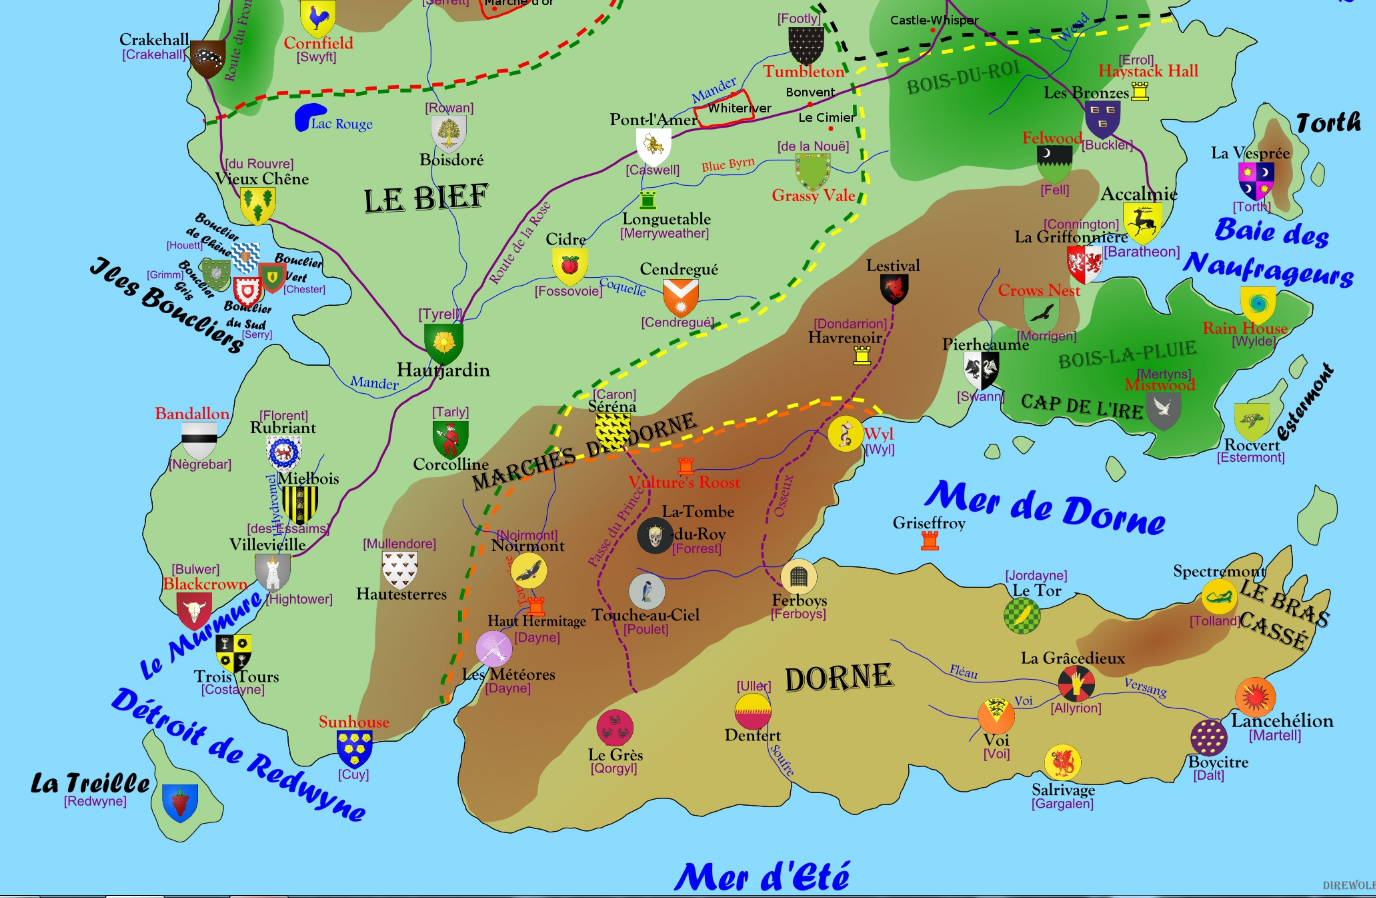 [Serrett]
Marche d'or
[Footly]
Castle-Whisper
Wend
Crakehall
[Crakehall]
Cornfield
[Swyft]
Tumbleton
BOIS-DU-ROI
[Errol]
Haystack Hall
Les Bronzes
[Buckler]
Mander
Whiteriver
Bonvent
Le Cimier
Lac Rouge
[Rowan]
Boisdoré
Pont-l'Amer
[Caswell]
Blue Byrn
[de la Nouë]
Grassy Vale
Felwood
[Fell]
Torth
La Vesprée
[Torth]
[du Rouvre]
Vieux Chêne
LE BIEF
Longuetable
[Merryweather]
Accalmie
[Baratheon]
[Connington]
La Griffonnière
Baie des
Naufrageurs
Bouclier
de Chêne
[Houett]
[Grimm]
Bouclier
Gris
Bouclier
Vert
[Chester]
Bouclier
du Sud
[Serry]
Iles Boucliers
Route de la Rose
Cidre
[Fossovoie]
Coquelle
Cendregué
[Cendregué]
Lestival
Crows Nest
[Morrigen]
Rain House
[Wylde]
[Tyrell]
Hautjardin
Mander
[Dondarrion]
Havrenoir
Pierheaume
[Swann]
BOIS-LA-PLUIE
[Mertyns]
Mistwood
CAP DE L'IRE
Estermont
Rocvert
[Estermont]
Bandallon
[Nègrebar]
[Florent]
Rubriant
[Tarly]
Corcolline
[Caron]
Séréna
MARCHES DE DORNE
Wyl
[Wyl]
Vulture's Roost
Hydromel
Mielbois
[des Essaims]
Villevieille
[Hightower]
Osseux
Passe du Prince
La-Tombe
-du-Roy
[Forrest]
Mer de Dorne
Griseffroy
[Mullendore]
Hautesterres
[Noirmont]
Noirmont
[Bulwer]
Blackcrown
Le Murmure
Haut Hermitage
[Dayne]
Touche-au-Ciel
[Poulet]
Ferboys
[Ferboys]
[Jordayne]
Le Tor
Spectremont
[Tolland]
LE BRAS
CASSÉ
Trois Tours
[Costayne]
Les Météores
[Dayne]
DORNE
Fléau
La Grâcedieux
[Allyrion]
Versang
Voi
Voi
[Voi]
Détroit de Redwyne
Sunhouse
[Cuy]
Le Grès
[Qorgyl]
[Uller]
Denfert
Soufre
Lancehélion
[Martell]
Boycitre
[Dalt]
Salrivage
[Gargalen]
La Treille
[Redwyne]
Mer d'Eté